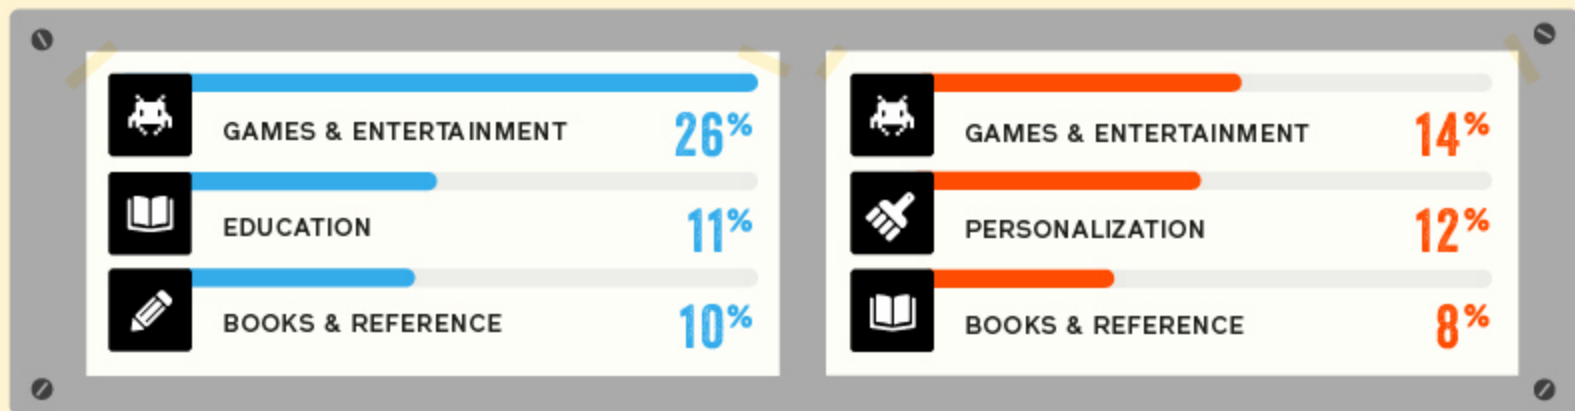 GAMES & ENTERTAINMENT 26%
EDUCATION 11%
BOOKS & REFERENCE 10%
GAMES & ENTERTAINMENT 14%
PERSONALIZATION 12%
BOOKS & REFERENCE 8%